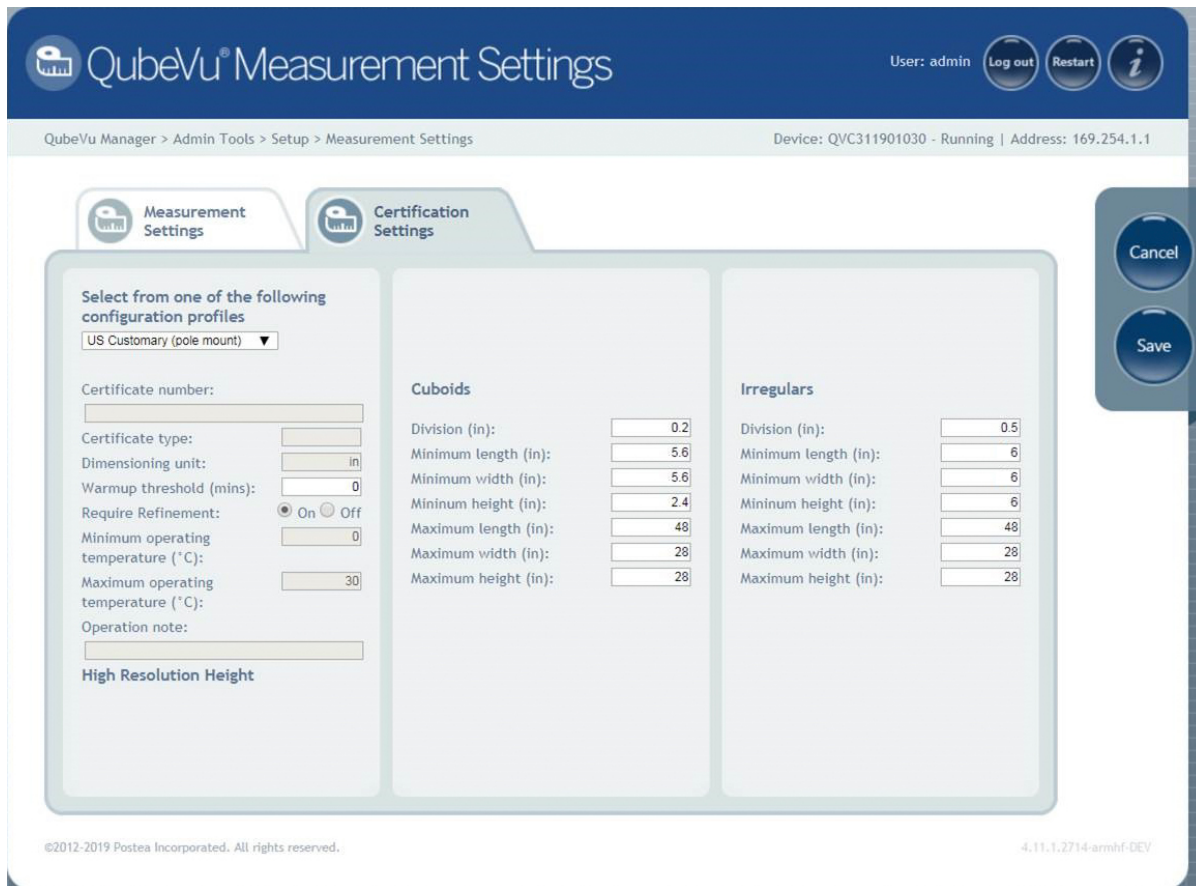 QubeVu® Measurement Settings
User: admin
Log out
Restart
i
QubeVu Manager > Admin Tools > Setup > Measurement Settings
Device: QVC311901030 - Running | Address: 169.254.1.1
Measurement
Settings
Certification
Settings
Cancel
Save
Select from one of the following
configuration profiles
US Customary (pole mount) ▼
Certificate number:
Certificate type:
Dimensioning unit: in
Warmup threshold (mins): 0
Require Refinement: On Off
Minimum operating
temperature (°C): 0
Maximum operating
temperature (°C): 30
Operation note:
High Resolution Height
Cuboids
Division (in): 0.2
Minimum length (in): 5.6
Minimum width (in): 5.6
Mininum height (in): 2.4
Maximum length (in): 48
Maximum width (in): 28
Maximum height (in): 28
Irregulars
Division (in): 0.5
Minimum length (in): 6
Minimum width (in): 6
Mininum height (in): 6
Maximum length (in): 48
Maximum width (in): 28
Maximum height (in): 28
©2012-2019 Postea Incorporated. All rights reserved.
4.11.1.2714-armhf-DEV